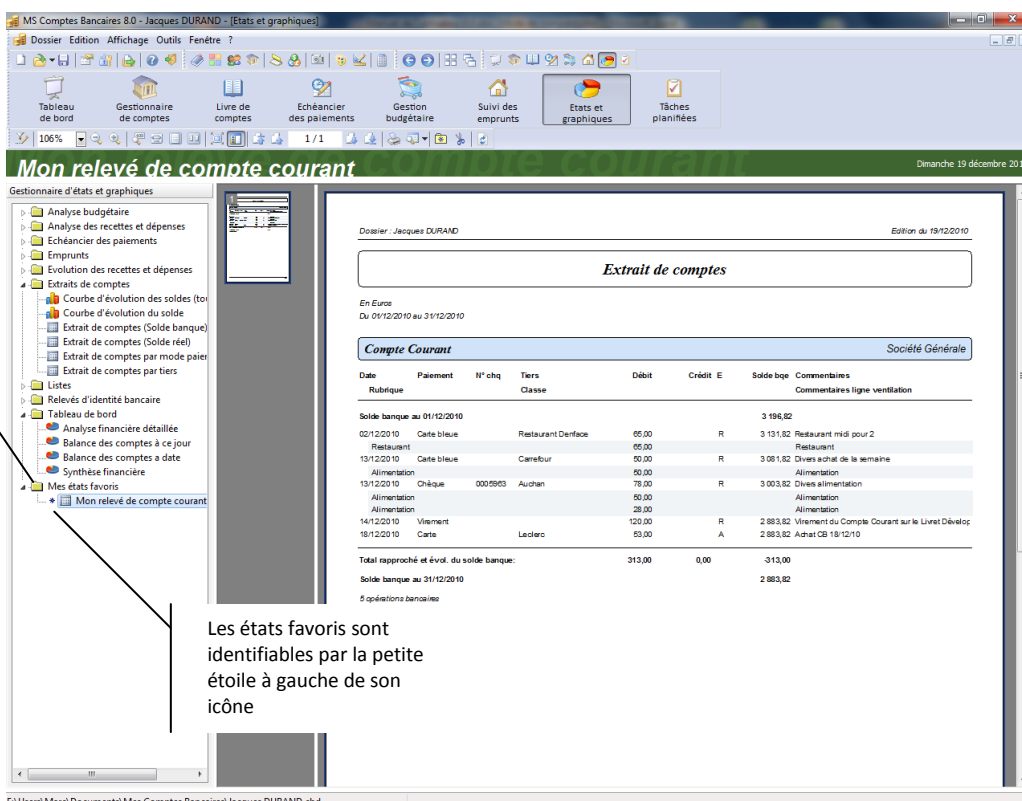 MS Comptes Bancaires 8.0 - Jacques DURAND - [Etats et graphiques]
Dossier Edition Affichage Outils Fenêtre ?
Tableau de bord
Gestionnaire de comptes
Livre de comptes
Echéancier des paiements
Gestion budgétaire
Suivi des emprunts
Etats et graphiques
Tâches planifiées
106% 1/1
Mon relevé de compte courant
Dimanche 19 décembre 201
Gestionnaire d'états et graphiques
Analyse budgétaire
Analyse des recettes et dépenses
Echéancier des paiements
Emprunts
Evolution des recettes et dépenses
Extraits de comptes
Courbe d'évolution des soldes (tou
Courbe d'évolution du solde
Extrait de comptes (Solde banque)
Extrait de comptes (Solde réel)
Extrait de comptes par mode paie
Extrait de comptes par tiers
Listes
Relevés d'identité bancaire
Tableau de bord
Analyse financière détaillée
Balance des comptes à ce jour
Balance des comptes a date
Synthèse financière
Mes états favoris
* Mon relevé de compte courant
1
Dossier : Jacques DURAND Edition du 19/12/2010
Extrait de comptes
En Euros
Du 01/12/2010 au 31/12/2010
Compte Courant Société Générale
Date Paiement N° chq Tiers Débit Crédit E Solde bqe Commentaires
Rubrique Classe Commentaires ligne ventilation
Solde banque au 01/12/2010 3 196,82
02/12/2010 Carte bleue Restaurant Denface 65,00 R 3 131,82 Restaurant midi pour 2
Restaurant 65,00 Restaurant
13/12/2010 Carte bleue Carrefour 50,00 R 3 081,82 Divers achat de la semaine
Alimentation 50,00 Alimentation
13/12/2010 Chèque 0005963 Auchan 78,00 R 3 003,82 Divers alimentation
Alimentation 50,00 Alimentation
Alimentation 28,00 Alimentation
14/12/2010 Virement 120,00 R 2 883,82 Virement du Compte Courant sur le Livret Dévelop
18/12/2010 Carte Leclerc 53,00 A 2 883,82 Achat CB 18/12/10
Total rapproché et évol. du solde banque: 313,00 0,00 -313,00
Solde banque au 31/12/2010 2 883,82
5 opérations bancaires
Les états favoris sont
identifiables par la petite
étoile à gauche de son
icône